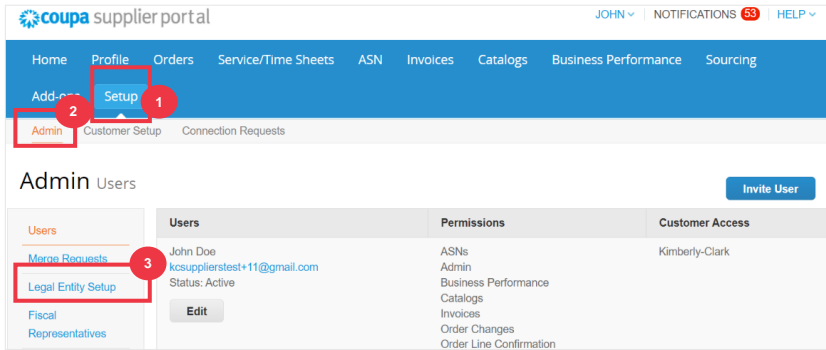 coupa supplier portal
JOHN NOTIFICATIONS 53 HELP
Home Profile Orders Service/Time Sheets ASN Invoices Catalogs Business Performance Sourcing
Add-ons Setup 1
2
Admin Customer Setup Connection Requests
Admin Users
Invite User
Users
Merge Requests
3
Legal Entity Setup
Fiscal
Representatives
Users Permissions Customer Access
John Doe ASNs Kimberly-Clark
kcsupplierstest+11@gmail.com Admin
Status: Active Business Performance
Catalogs
Edit Invoices
Order Changes
Order Line Confirmation